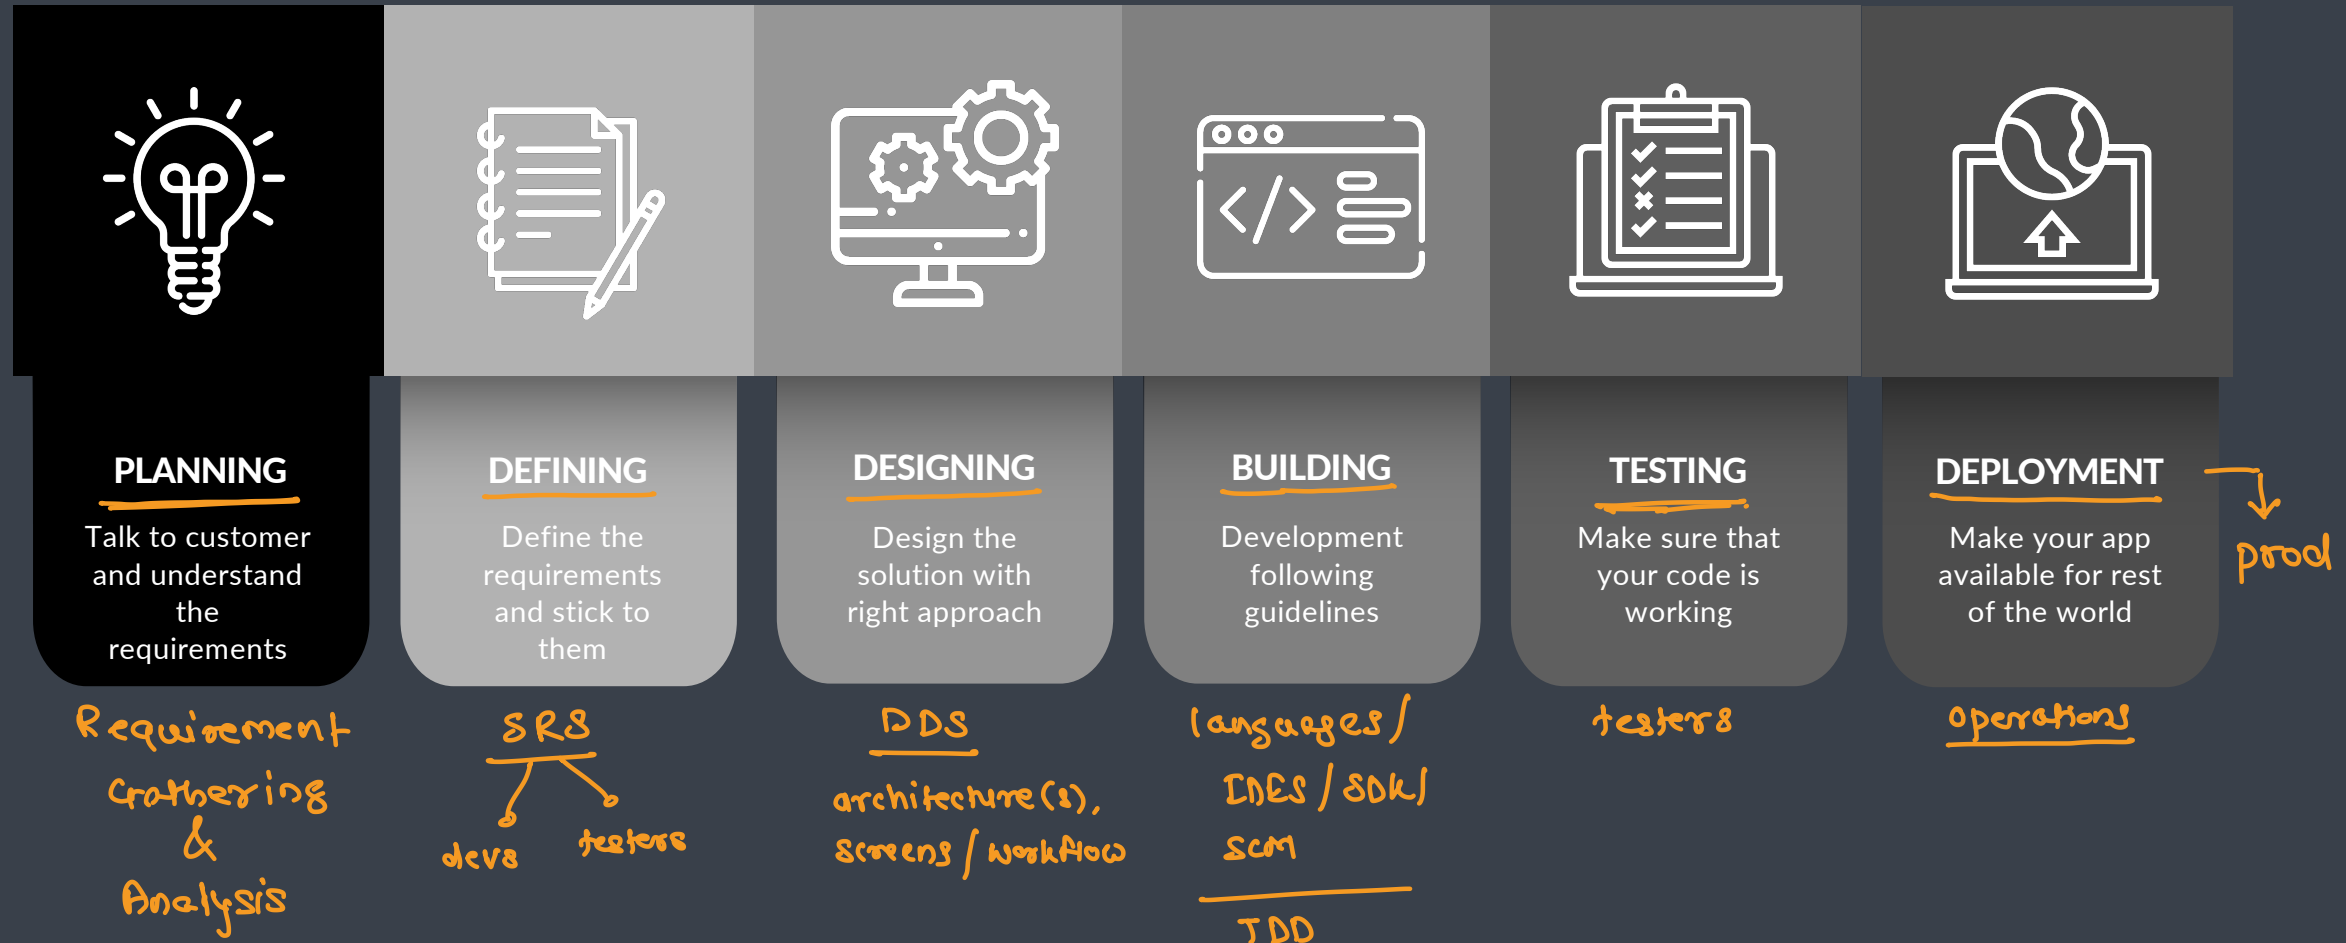 PLANNING
Talk to customer
and understand
the
requirements
Requirement
Gathering
&
Analysis
DEFINING
Define the
requirements
and stick to
them
SRS
devs
testers
DESIGNING
Design the
solution with
right approach
DDS
architecture(s),
screens/workflow
BUILDING
Development
following
guidelines
languages/
IDES/SDK/
SCM
TDD
TESTING
Make sure that
your code is
working
testers
DEPLOYMENT
Make your app
available for rest
of the world
prod
operations